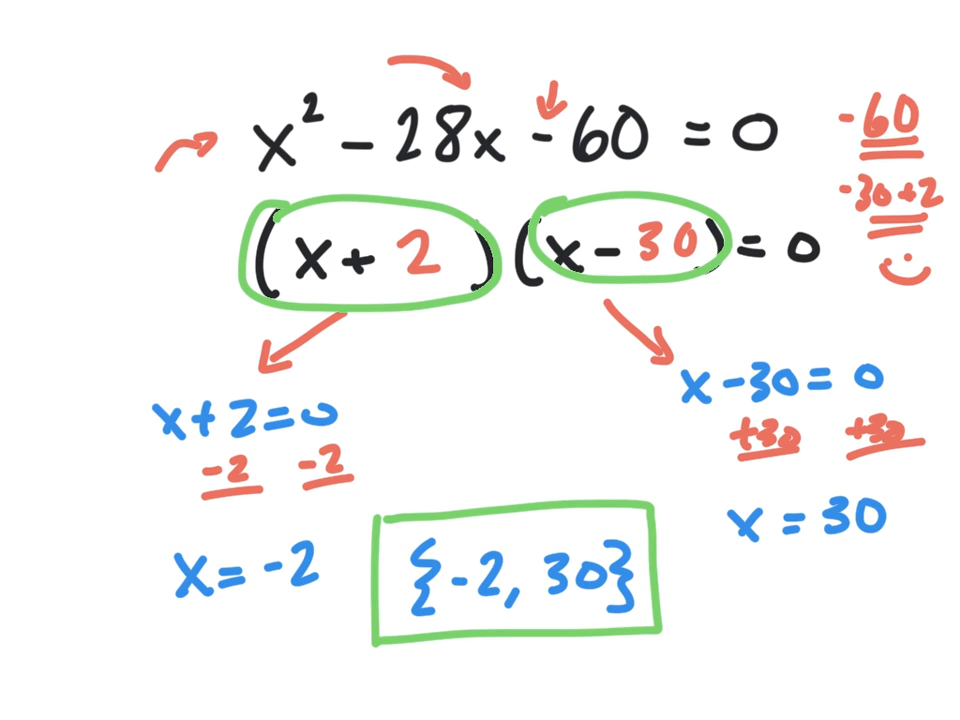 x² - 28x - 60 = 0
-60
-30 +2
(x + 2) (x - 30) = 0
x + 2 = 0
-2 -2
x = -2
x - 30 = 0
+30 +30
x = 30
{-2, 30}